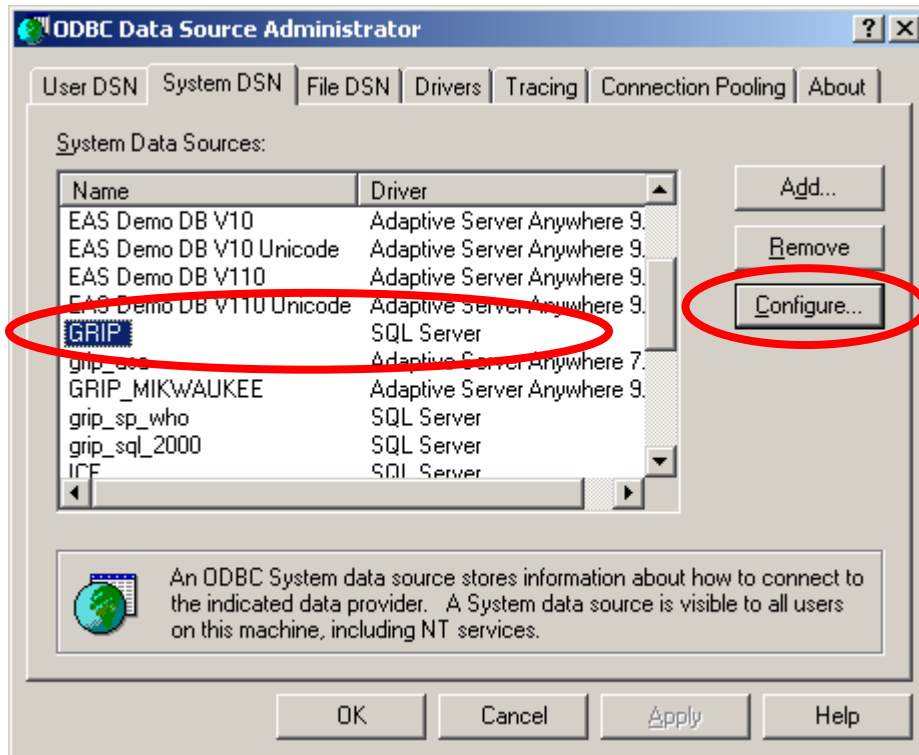 ODBC Data Source Administrator
User DSN System DSN File DSN Drivers Tracing Connection Pooling About
System Data Sources:
Name Driver
EAS Demo DB V10 Adaptive Server Anywhere 9.
EAS Demo DB V10 Unicode Adaptive Server Anywhere 9.
EAS Demo DB V110 Adaptive Server Anywhere 9.
EAS Demo DB V110 Unicode Adaptive Server Anywhere 9.
GRIP SQL Server
Adaptive Server Anywhere 7.
GRIP_MIKWAUKEE Adaptive Server Anywhere 9.
grip_sp_who SQL Server
grip_sql_2000 SQL Server
ICE SQL Server
Add...
Remove
Configure...
An ODBC System data source stores information about how to connect to
the indicated data provider. A System data source is visible to all users
on this machine, including NT services.
OK Cancel Apply Help